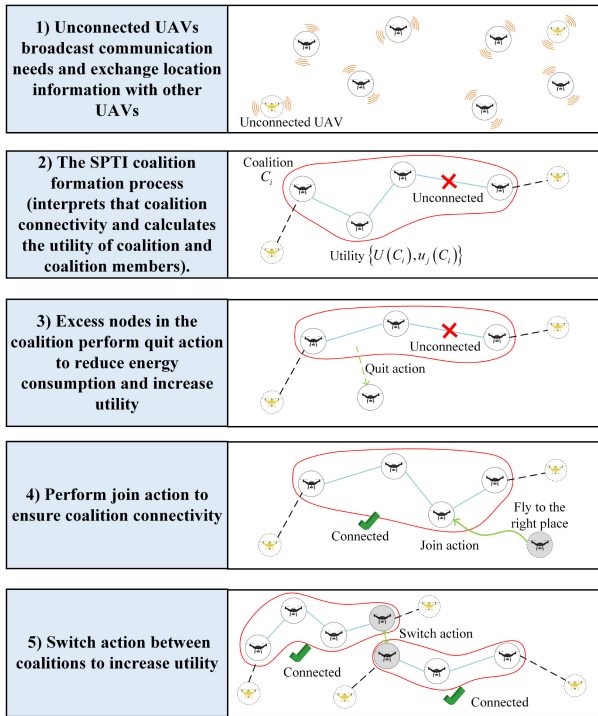 1) Unconnected UAVs
broadcast communication
needs and exchange location
information with other
UAVs
Unconnected UAV
2) The SPTI coalition
formation process
(interprets that coalition
connectivity and calculates
the utility of coalition and
coalition members).
Coalition
C_i
Unconnected
Utility {U(C_i), u_j(C_i)}
3) Excess nodes in the
coalition perform quit action
to reduce energy
consumption and increase
utility
Unconnected
Quit action
4) Perform join action to
ensure coalition connectivity
Fly to the
right place
Connected
Join action
5) Switch action between
coalitions to increase utility
Switch action
Connected
Connected